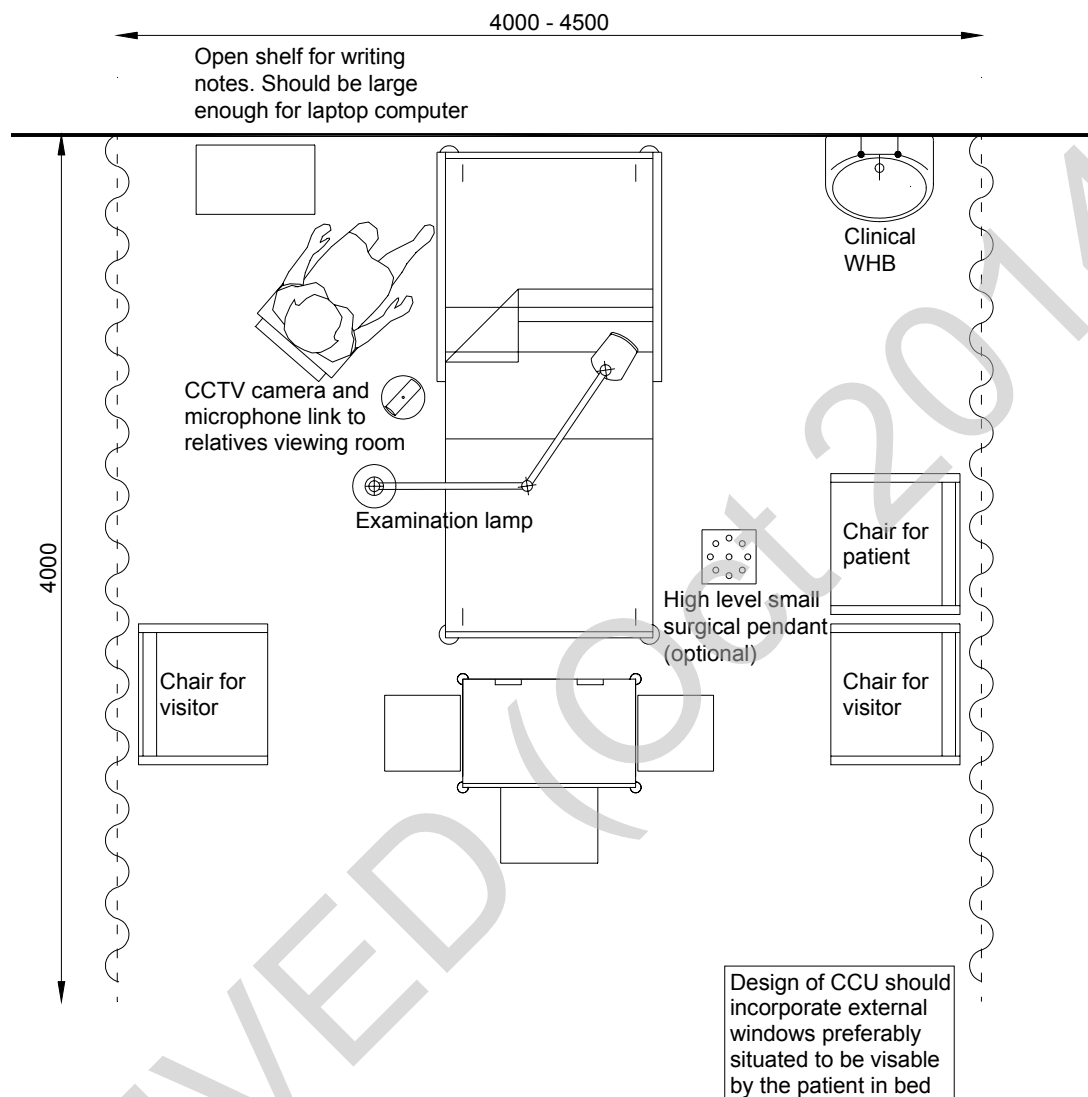 4000 - 4500
Open shelf for writing
notes. Should be large
enough for laptop computer
Clinical
WHB
CCTV camera and
microphone link to
relatives viewing room
Examination lamp
4000
Chair for
patient
High level small
surgical pendant
(optional)
Chair for
visitor
Chair for
visitor
Design of CCU should
incorporate external
windows preferably
situated to be visable
by the patient in bed
VED (Oct 2014